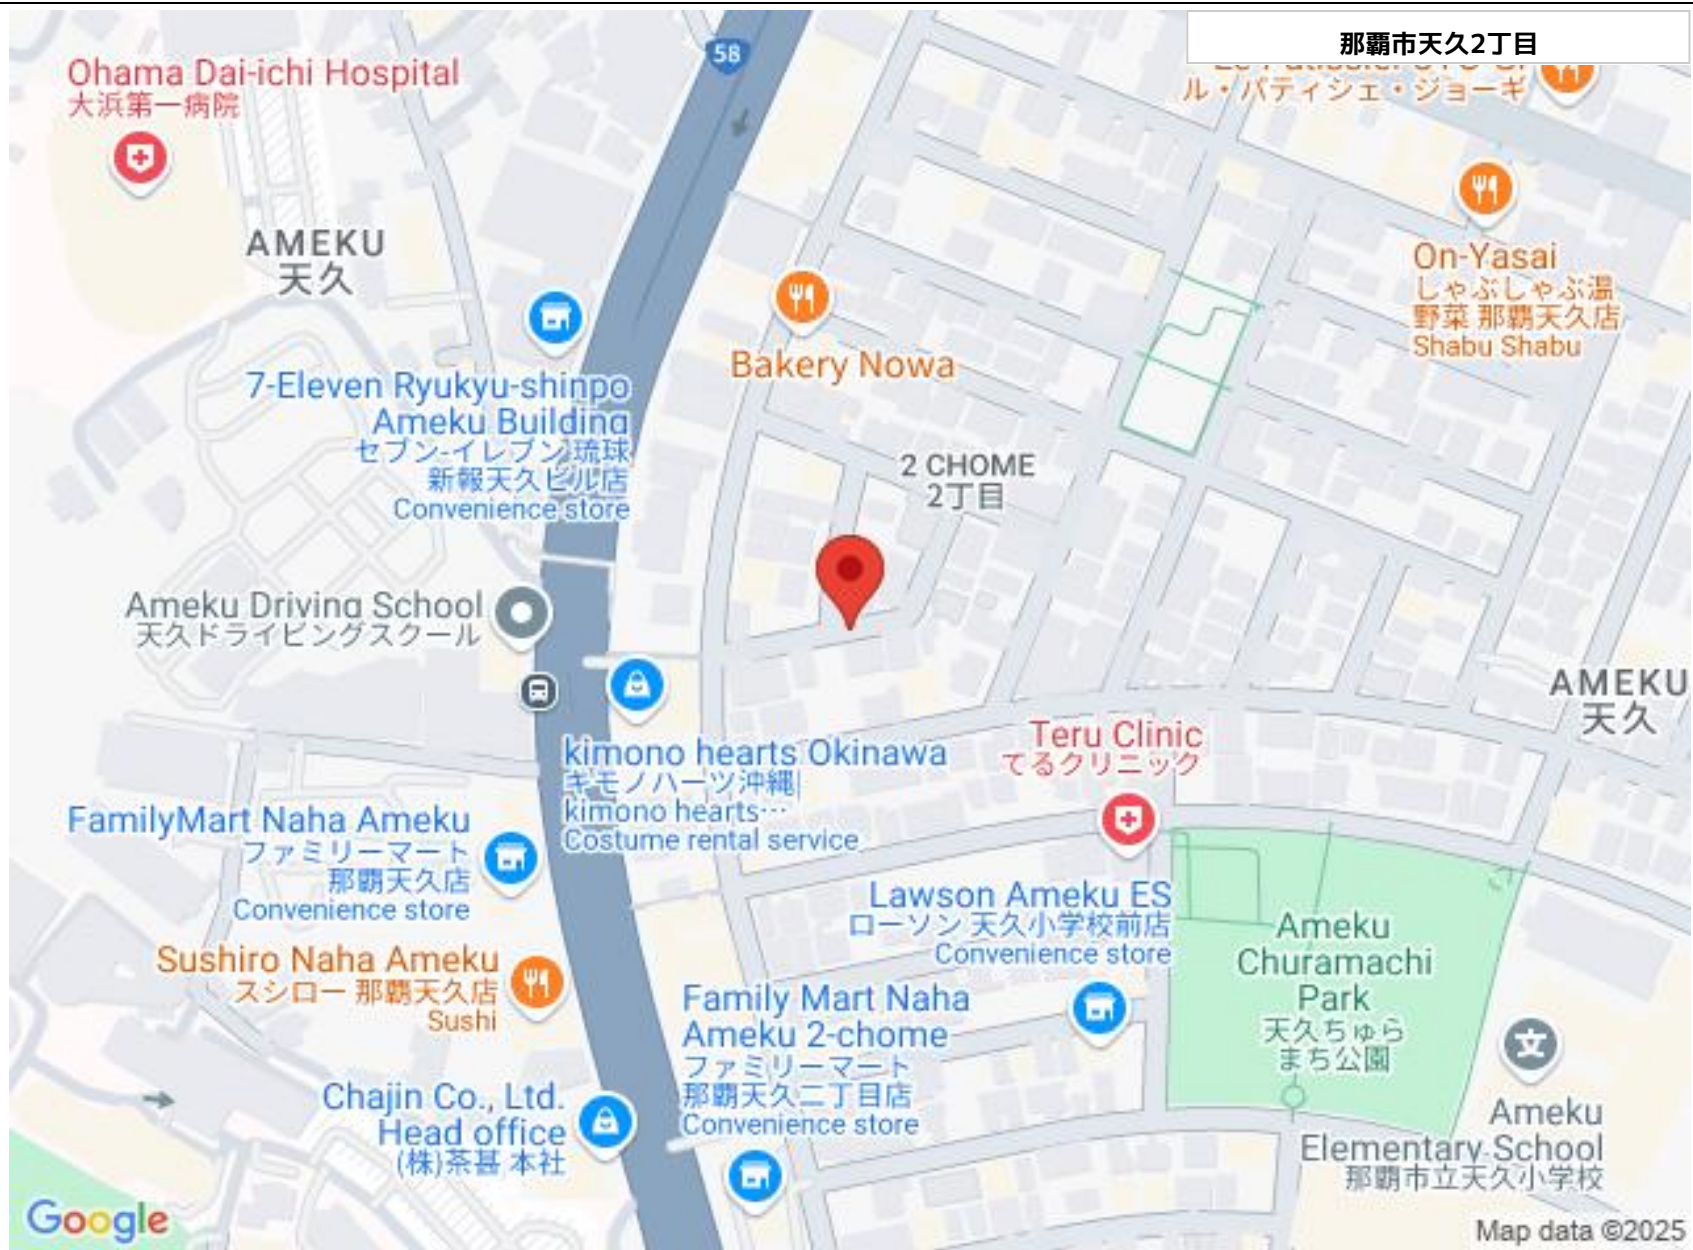 那覇市天久2丁目
58
Ohama Dai-ichi Hospital
大浜第一病院
ル・パティシェ・ジョーギ
AMEKU
天久
On-Yasai
しゃぶしゃぶ温
野菜 那覇天久店
Shabu Shabu
Bakery Nowa
7-Eleven Ryukyu-shinpo
Ameku Building
セブン-イレブン 琉球
新報天久ビル店
Convenience store
2 CHOME
2丁目
Ameku Driving School
天久ドライビングスクール
AMEKU
天久
kimono hearts Okinawa
キモノハーツ沖縄|
kimono hearts…
Costume rental service
Teru Clinic
てるクリニック
FamilyMart Naha Ameku
ファミリーマート
那覇天久店
Convenience store
Lawson Ameku ES
ローソン 天久小学校前店
Convenience store
Ameku
Churamachi
Park
天久ちゅら
まち公園
Sushiro Naha Ameku
スシロー 那覇天久店
Sushi
Family Mart Naha
Ameku 2-chome
ファミリーマート
那覇天久二丁目店
Convenience store
文
Chajin Co., Ltd.
Head office
(株)茶甚 本社
Ameku
Elementary School
那覇市立天久小学校
Google
Map data ©2025